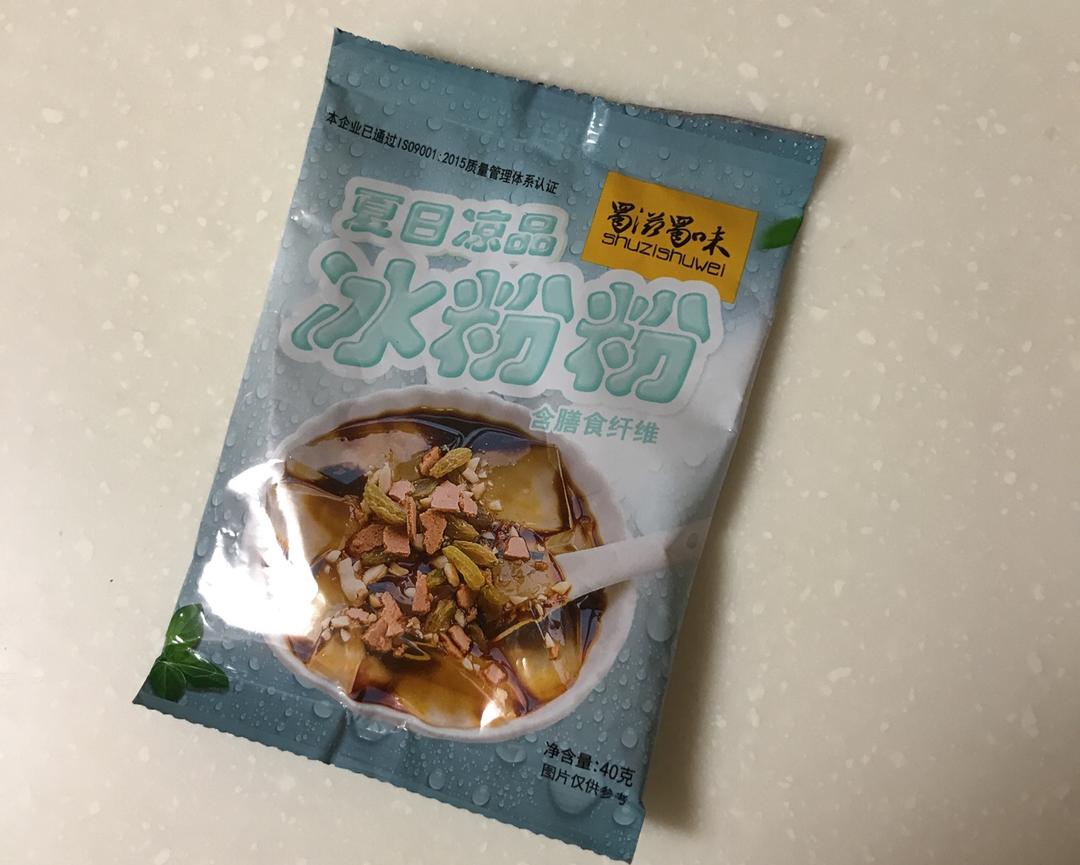 本企业已通过ISO9001:2015质量管理体系认证
夏日凉品
蜀滋蜀味
shuzishuwei
冰粉粉
含膳食纤维
净含量:40克
图片仅供参考